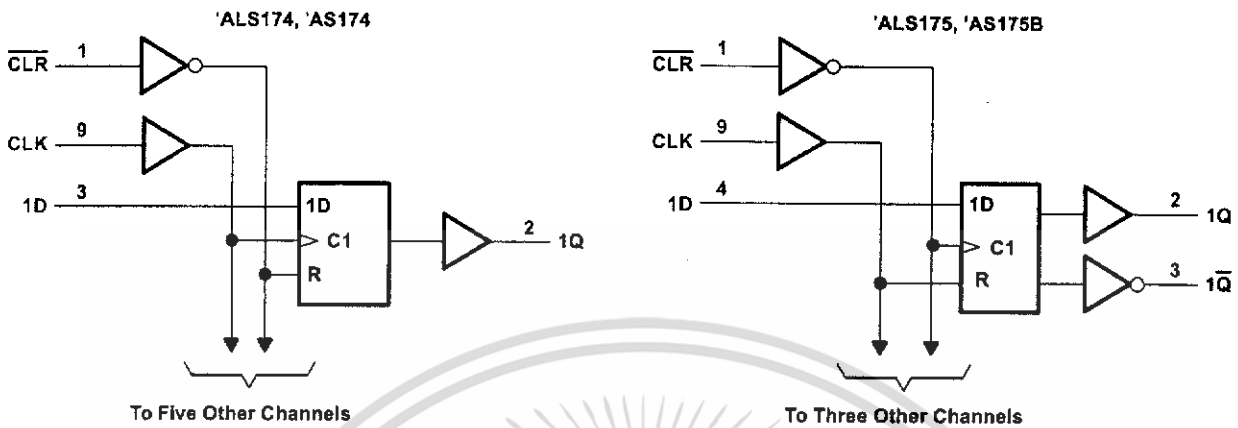 'ALS174, 'AS174
CLR
1
CLK
9
1D
3
1D
C1
R
2
1Q
To Five Other Channels
'ALS175, 'AS175B
CLR
1
CLK
9
1D
4
1D
C1
R
2
1Q
3
1Q
To Three Other Channels